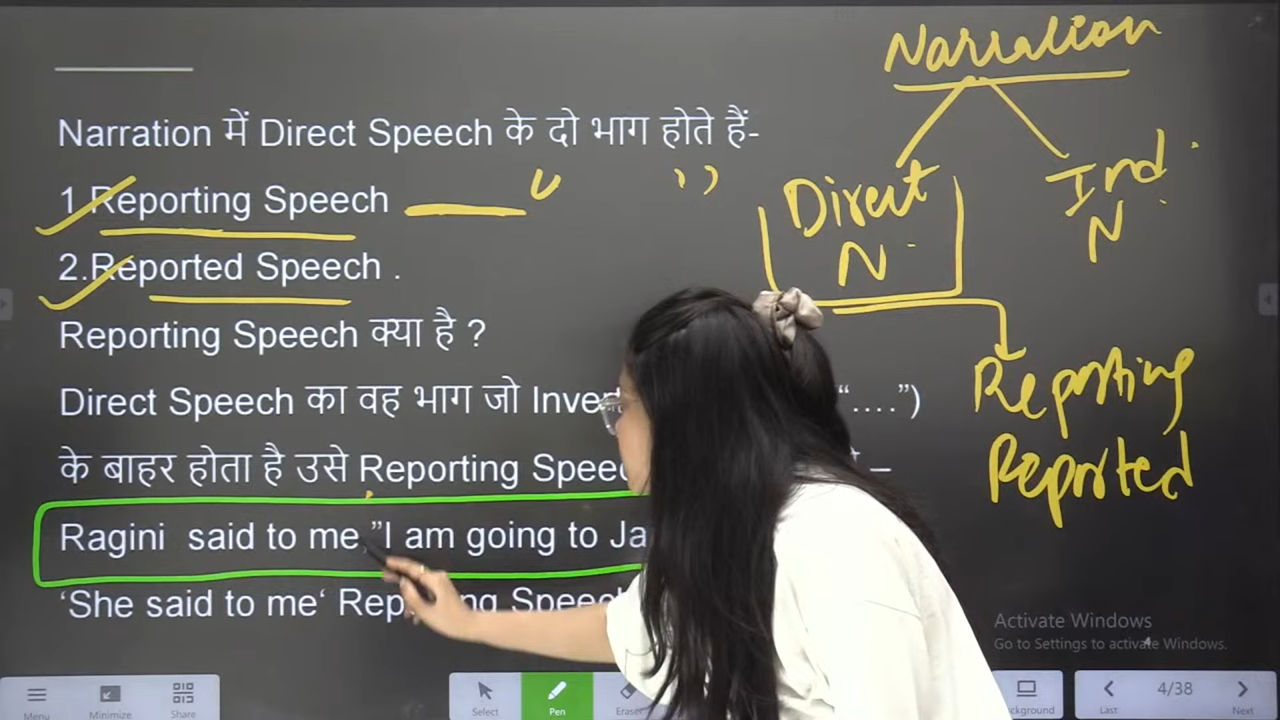 Narration
Narration में Direct Speech के दो भाग होते हैं-
Direct
N
Ind
N
1.Reporting Speech
2.Reported Speech .
Reporting Speech क्या है ?
Reporting
Reported
Direct Speech का वह भाग जो “....”)
के बाहर होता है उसे Reporting
Ragini said to me,”I am going to
‘She said to me‘ Speech
Activate Windows
Go to Settings to activate Windows.
Menu
Minimize
Share
Select
Pen
Eraser
Last
4/38
Next